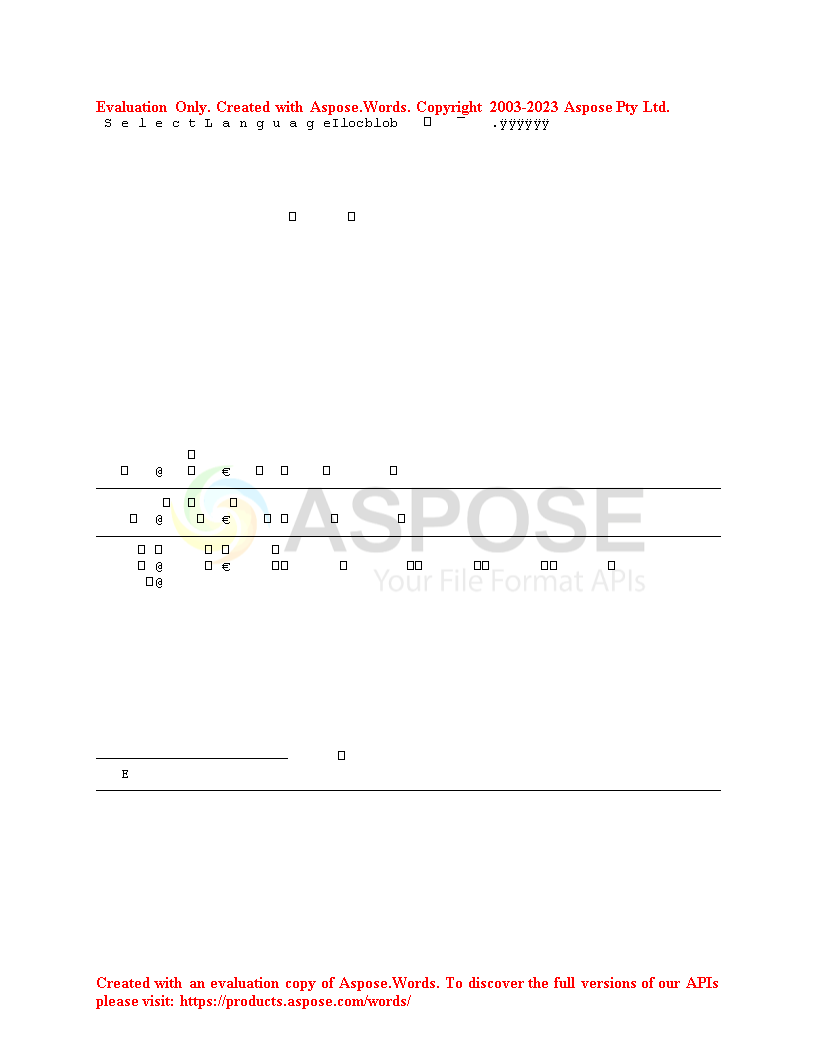 Evaluation Only. Created with Aspose.Words. Copyright 2003-2023 Aspose Pty Ltd.
S e l e c t L a n g u a g eIlocblob □ ¯ .ÿÿÿÿÿÿ
□ □
□
□ @ □ € □ □ □ □
□ □ □
□ @ □ € □ □ □ □
ASPOSE
□ □ □ □ □
□ @ □ € □□ □ □□ □□ □□ □
Your File Format APIs
□@
□
E
Created with an evaluation copy of Aspose.Words. To discover the full versions of our APIs
please visit: https://products.aspose.com/words/